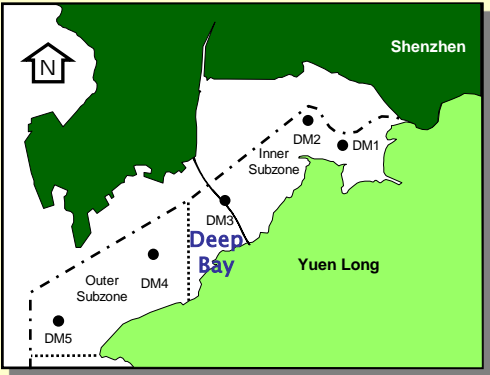 N
Shenzhen
DM2
DM1
Inner
Subzone
DM3
Deep
Bay
Yuen Long
DM4
Outer
Subzone
DM5